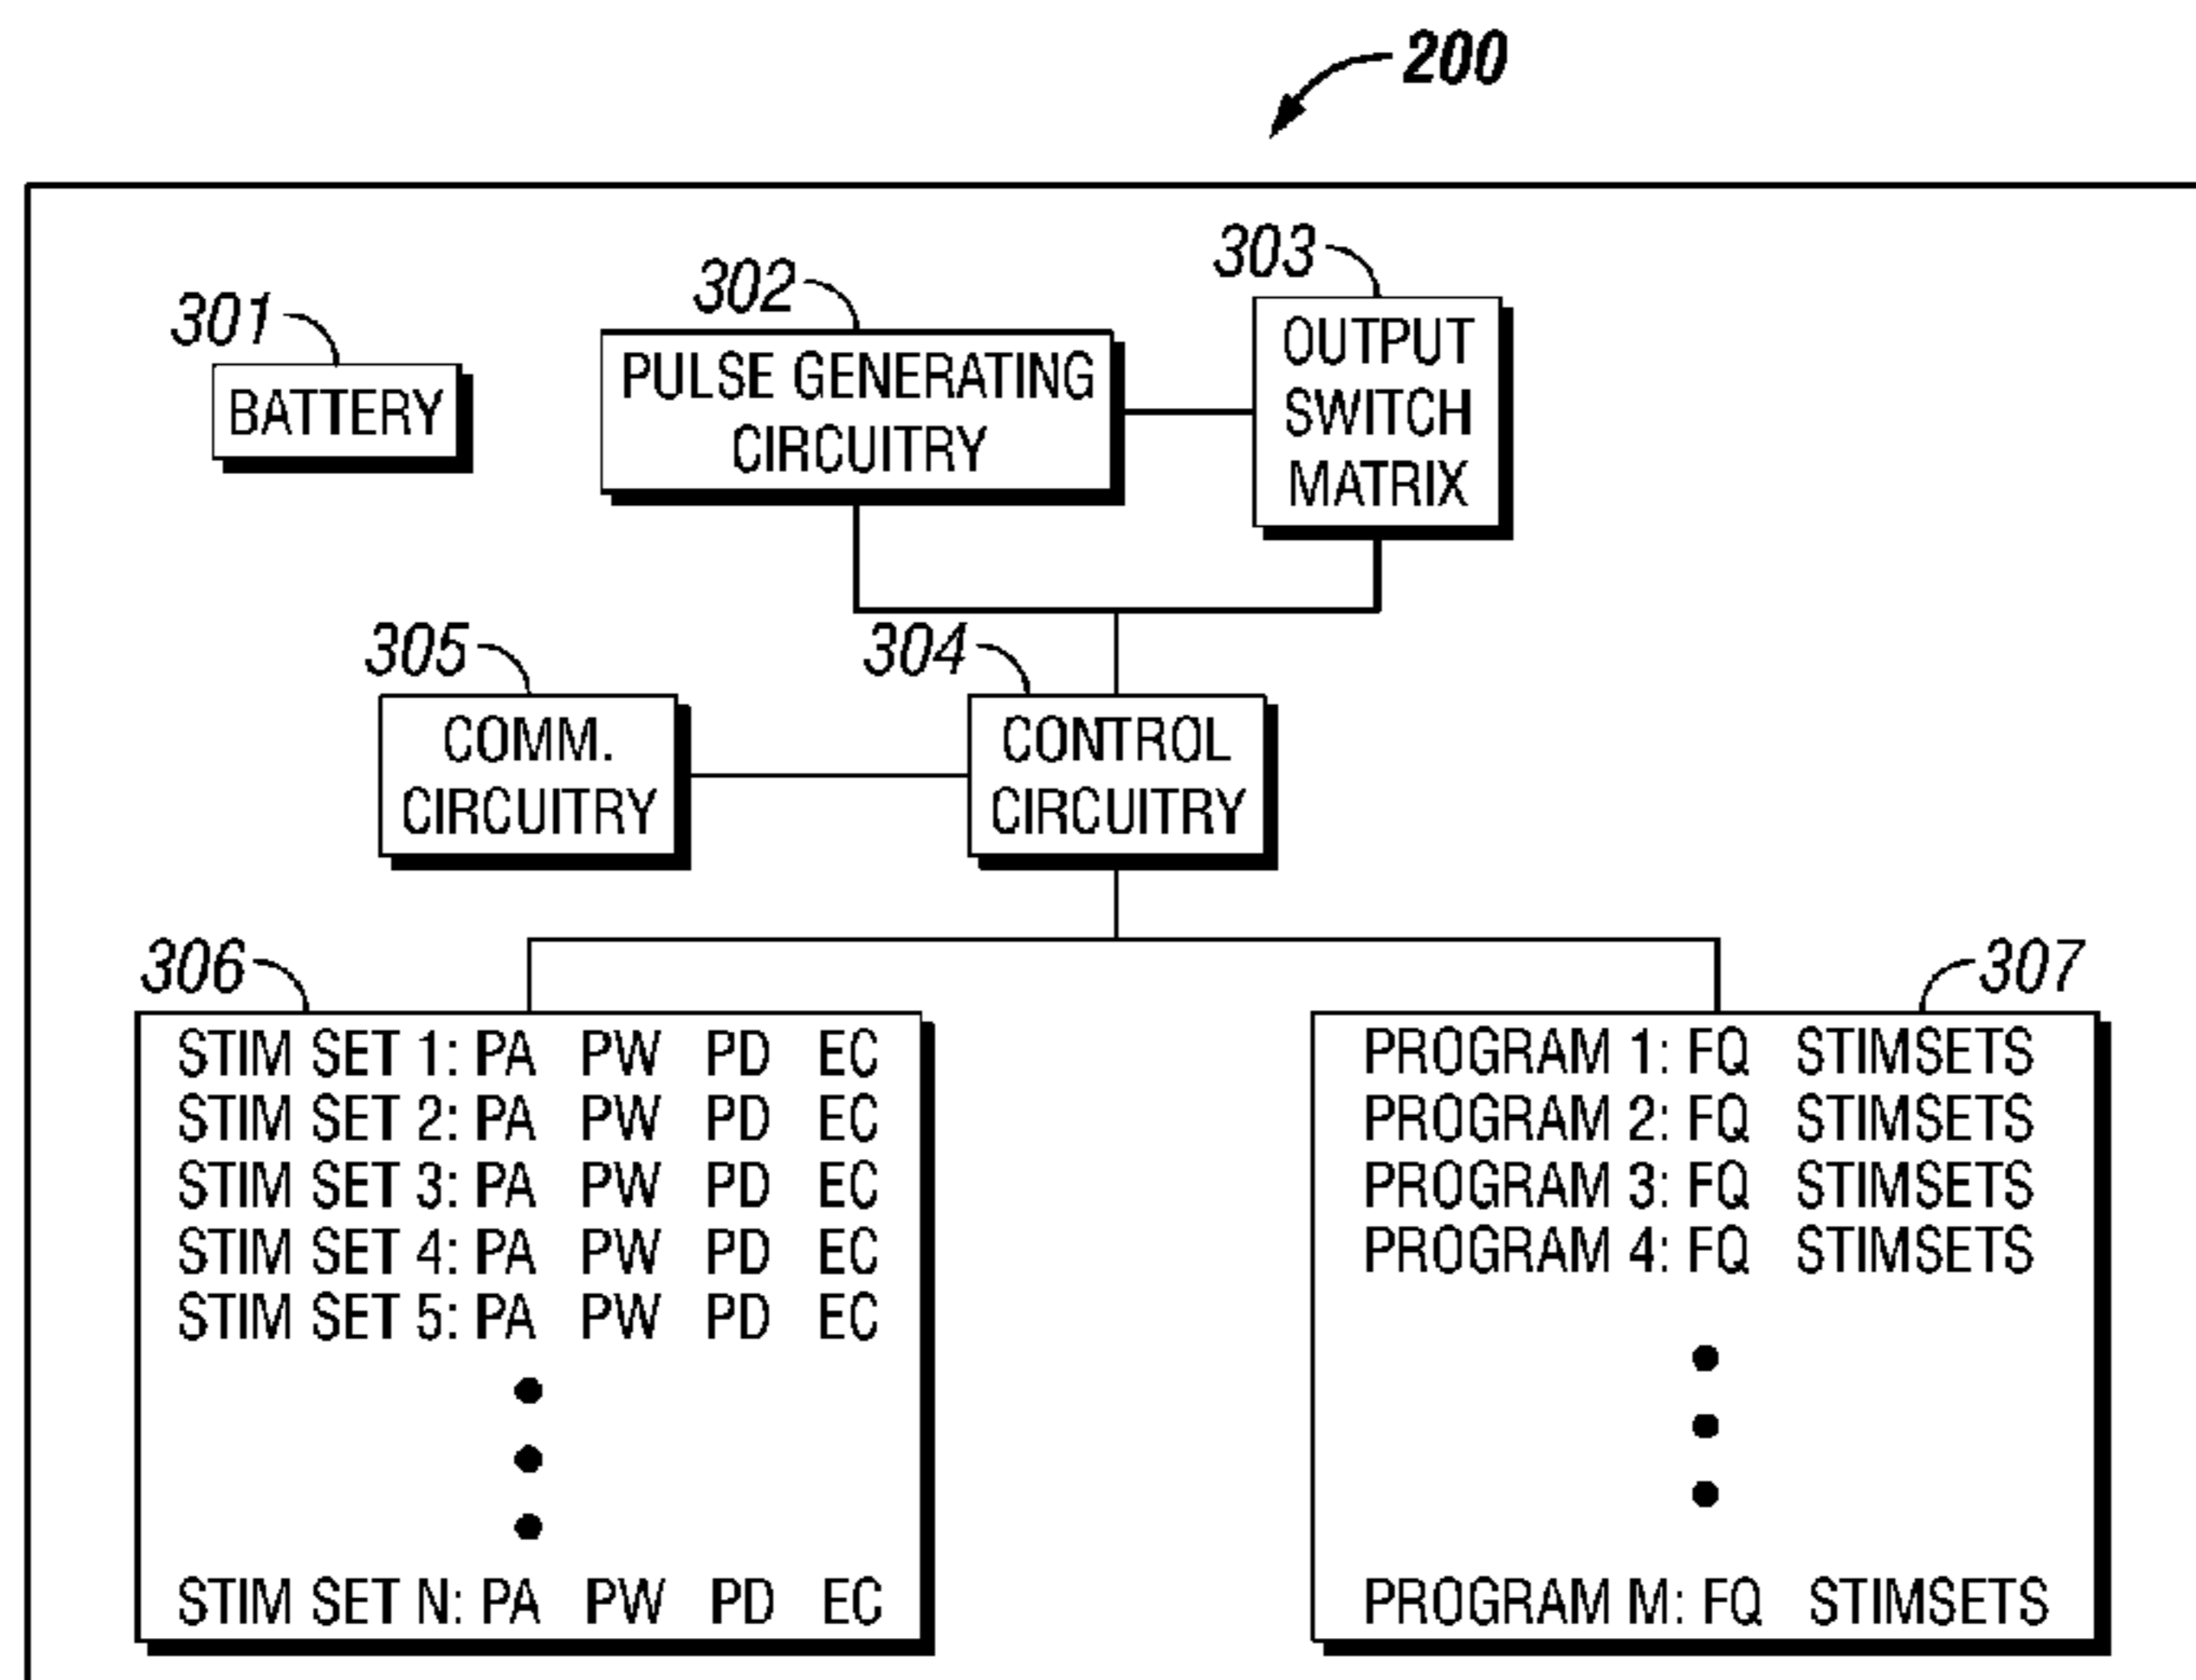 200
301
BATTERY
302
PULSE GENERATING
CIRCUITRY
303
OUTPUT
SWITCH
MATRIX
305
COMM.
CIRCUITRY
304
CONTROL
CIRCUITRY
306
STIM SET 1: PA PW PD EC
STIM SET 2: PA PW PD EC
STIM SET 3: PA PW PD EC
STIM SET 4: PA PW PD EC
STIM SET 5: PA PW PD EC
STIM SET N: PA PW PD EC
307
PROGRAM 1: FQ STIMSETS
PROGRAM 2: FQ STIMSETS
PROGRAM 3: FQ STIMSETS
PROGRAM 4: FQ STIMSETS
PROGRAM M: FQ STIMSETS